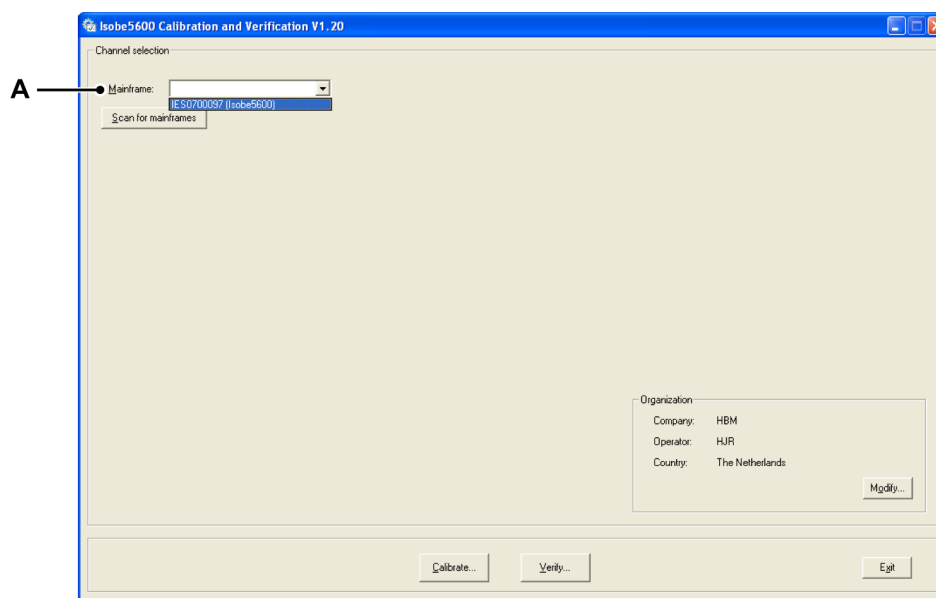 Isobe5600 Calibration and Verification V1.20
Channel selection
A
Mainframe:
IES0700097 (Isobe5600)
Scan for mainframes
Organization
Company: HBM
Operator: HJR
Country: The Netherlands
Modify...
Calibrate... Verify... Exit